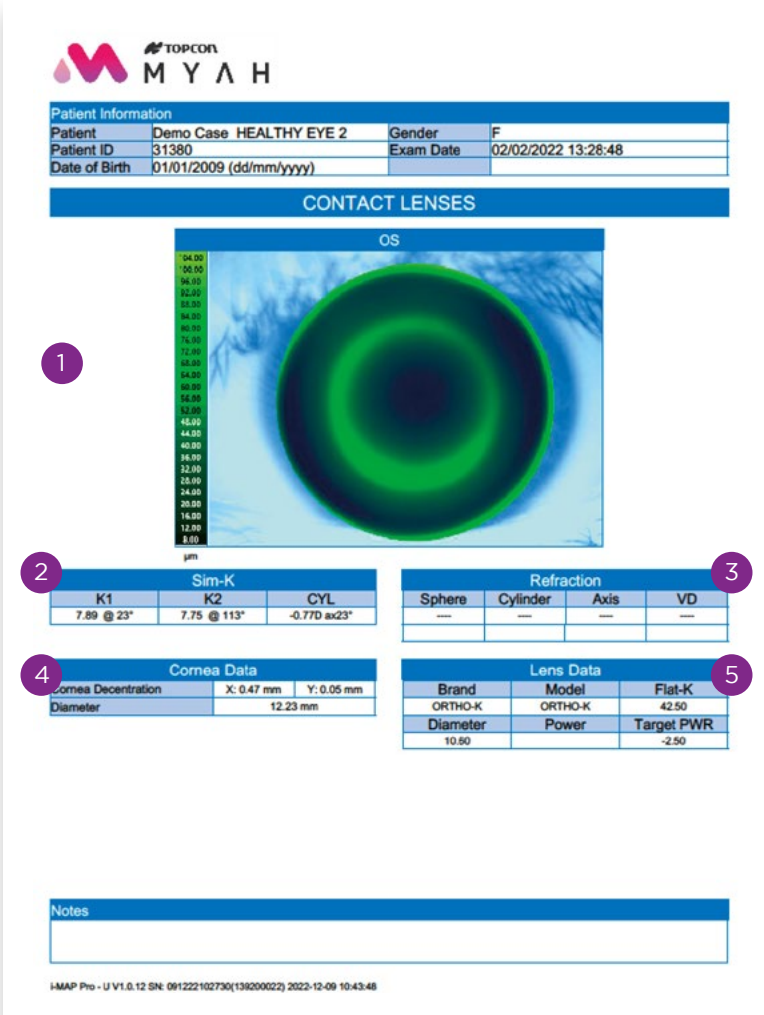 TOPCON
MYAH
Patient Information
Patient Demo Case HEALTHY EYE 2 Gender F
Patient ID 31380 Exam Date 02/02/2022 13:28:48
Date of Birth 01/01/2009 (dd/mm/yyyy)
CONTACT LENSES
OS
104.00
100.00
96.00
92.00
88.00
84.00
80.00
76.00
72.00
68.00
64.00
60.00
56.00
52.00
48.00
44.00
40.00
36.00
32.00
28.00
24.00
20.00
16.00
12.00
8.00
µm
1
2
Sim-K
K1 K2 CYL
7.89 @ 23° 7.75 @ 113° -0.77D ax23°
3
Refraction
Sphere Cylinder Axis VD
---- ---- ---- ----
4
Cornea Data
Cornea Decentration X: 0.47 mm Y: 0.05 mm
Diameter 12.23 mm
5
Lens Data
Brand Model Flat-K
ORTHO-K ORTHO-K 42.50
Diameter Power Target PWR
10.60 -2.50
Notes
i-MAP Pro - U V1.0.12 SN: 091222102730(139200022) 2022-12-09 10:43:48